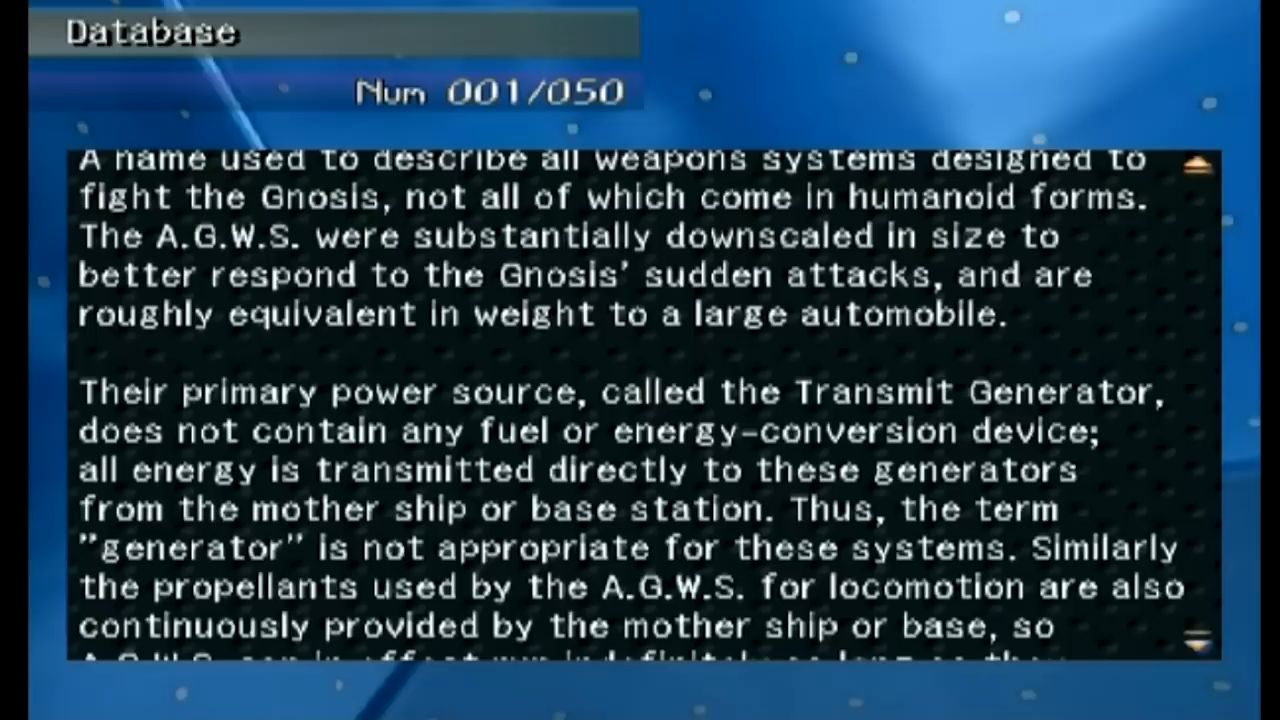 Database
Num 001/050
A name used to describe all weapons systems designed to
fight the Gnosis, not all of which come in humanoid forms.
The A.G.W.S. were substantially downscaled in size to
better respond to the Gnosis' sudden attacks, and are
roughly equivalent in weight to a large automobile.
Their primary power source, called the Transmit Generator,
does not contain any fuel or energy-conversion device;
all energy is transmitted directly to these generators
from the mother ship or base station. Thus, the term
"generator" is not appropriate for these systems. Similarly
the propellants used by the A.G.W.S. for locomotion are also
continuously provided by the mother ship or base, so